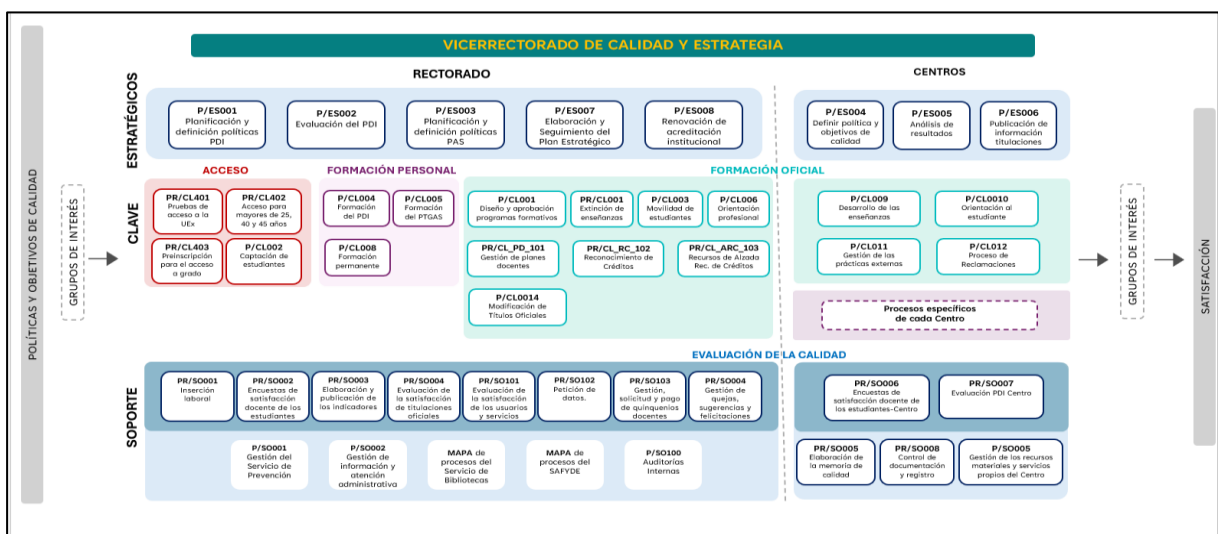 VICERRECTORADO DE CALIDAD Y ESTRATEGIA
RECTORADO
CENTROS
POLÍTICAS Y OBJETIVOS DE CALIDAD
GRUPOS DE INTERÉS
ESTRATÉGICOS
P/ES001
Planificación y
definición políticas
PDI
P/ES002
Evaluación del PDI
P/ES003
Planificación y
definición políticas
PAS
P/ES007
Elaboración y
Seguimiento del
Plan Estratégico
P/ES008
Renovación de
acreditación
institucional
P/ES004
Definir política y
objetivos de
calidad
P/ES005
Análisis de
resultados
P/ES006
Publicación de
información
titulaciones
CLAVE
ACCESO
PR/CL401
Pruebas de
acceso a la
UEx
PR/CL402
Acceso para
mayores de 25,
40 y 45 años
PR/CL403
Preinscripción
para el acceso
a grado
P/CL002
Captación de
estudiantes
FORMACIÓN PERSONAL
P/CL004
Formación
del PDI
P/CL005
Formación
del PTGAS
P/CL008
Formación
permanente
FORMACIÓN OFICIAL
P/CL001
Diseño y aprobación
programas formativos
PR/CL001
Extinción de
enseñanzas
P/CL003
Movilidad de
estudiantes
P/CL006
Orientación
profesional
PR/CL_PD_101
Gestión de planes
docentes
PR/CL_RC_102
Reconocimiento de
Créditos
PR/CL_ARC_103
Recursos de Alzada
Rec. de Créditos
P/CL0014
Modificación de
Títulos Oficiales
P/CL009
Desarrollo de las
enseñanzas
P/CL0010
Orientación al
estudiante
P/CL011
Gestión de las
prácticas externas
P/CL012
Proceso de
Reclamaciones
Procesos específicos
de cada Centro
SOPORTE
EVALUACIÓN DE LA CALIDAD
PR/SO001
Inserción
laboral
PR/SO002
Encuestas de
satisfacción
docente de los
estudiantes
PR/SO003
Elaboración y
publicación de
los indicadores
PR/SO004
Evaluación de
la satisfacción
de titulaciones
oficiales
PR/SO101
Evaluación de
la satisfacción
de los usuarios
y servicios
PR/SO102
Petición de
datos.
PR/SO103
Gestión,
solicitud y pago
de quinquenios
docentes
PR/SO004
Gestión de
quejas,
sugerencias y
felicitaciones
PR/SO006
Encuestas de
satisfacción docente de
los estudiantes-Centro
PR/SO007
Evaluación PDI Centro
P/SO001
Gestión del
Servicio de
Prevención
P/SO002
Gestión de
información y
atención
administrativa
MAPA de
procesos del
Servicio de
Bibliotecas
MAPA de
procesos del
SAFYDE
P/SO100
Auditorías
Internas
PR/SO005
Elaboración de
la memoria de
calidad
PR/SO008
Control de
documentación
y registro
P/SO005
Gestión de los recursos
materiales y servicios
propios del Centro
GRUPOS DE INTERÉS
SATISFACCIÓN